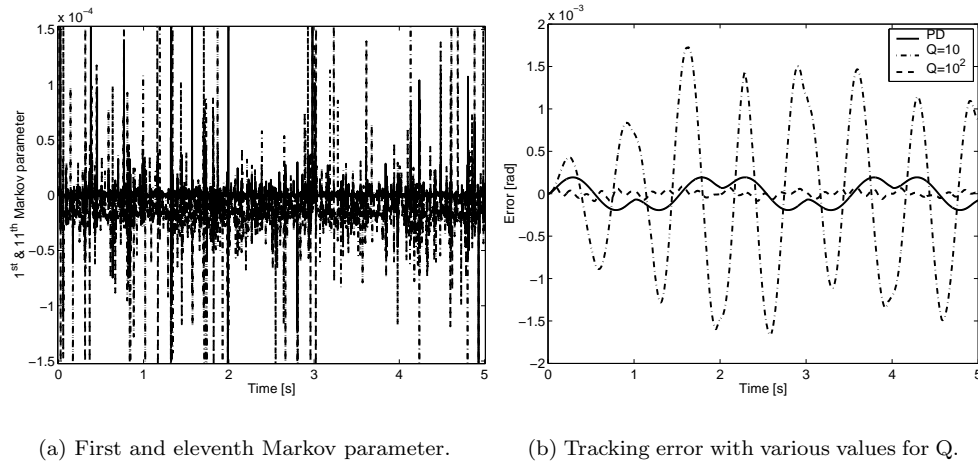 x 10⁻⁴
1.5
1
0.5
0
−0.5
−1
−1.5
1ˢᵗ & 11ᵗʰ Markov parameter
0 1 2 3 4 5
Time [s]
(a) First and eleventh Markov parameter.
x 10⁻³
2
1.5
1
0.5
0
−0.5
−1
−1.5
−2
Error [rad]
PD
Q=10
Q=10²
0 1 2 3 4 5
Time [s]
(b) Tracking error with various values for Q.